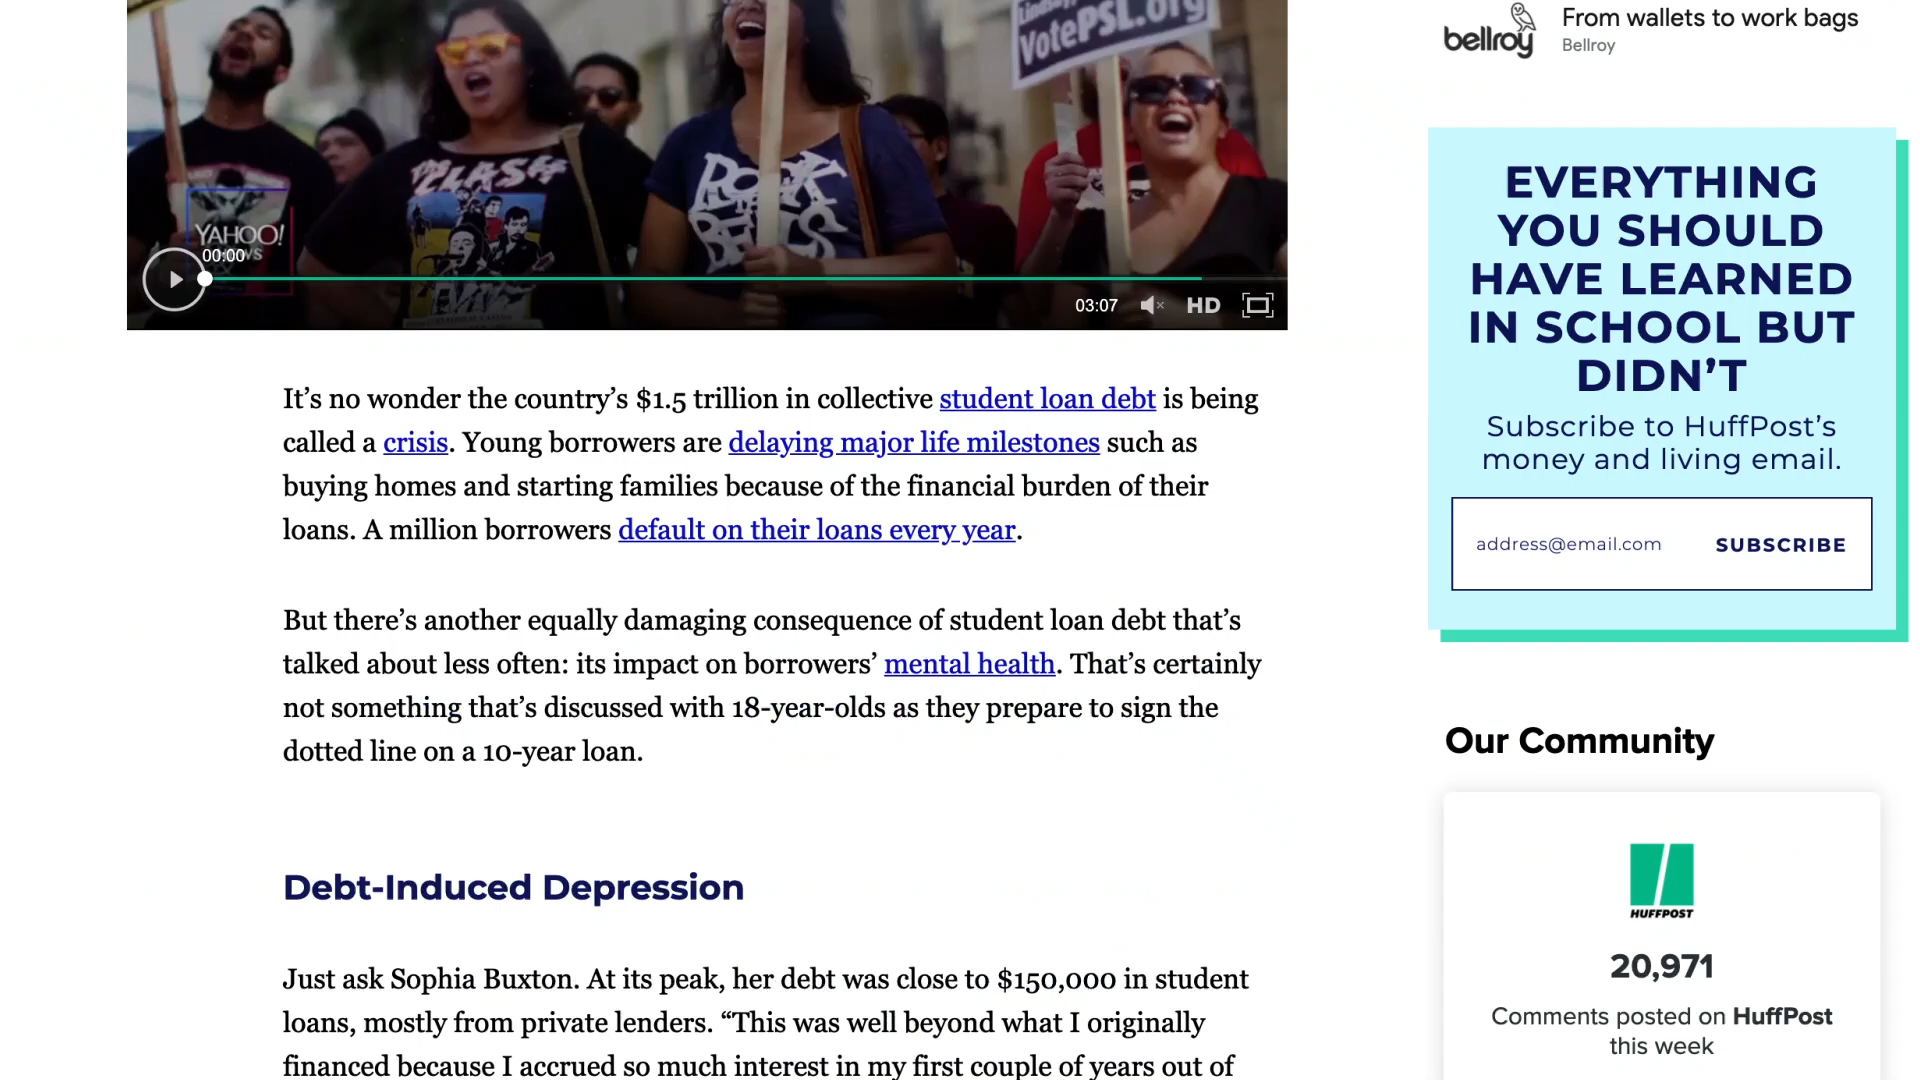 VotePSL.org
CLASH
ROCK
BEATS
YAHOO!
00:00
03:07
HD
It’s no wonder the country’s $1.5 trillion in collective student loan debt is being
called a crisis. Young borrowers are delaying major life milestones such as
buying homes and starting families because of the financial burden of their
loans. A million borrowers default on their loans every year.
But there’s another equally damaging consequence of student loan debt that’s
talked about less often: its impact on borrowers’ mental health. That’s certainly
not something that’s discussed with 18-year-olds as they prepare to sign the
dotted line on a 10-year loan.
Debt-Induced Depression
Just ask Sophia Buxton. At its peak, her debt was close to $150,000 in student
loans, mostly from private lenders. “This was well beyond what I originally
financed because I accrued so much interest in my first couple of years out of
bellroy
From wallets to work bags
Bellroy
EVERYTHING
YOU SHOULD
HAVE LEARNED
IN SCHOOL BUT
DIDN’T
Subscribe to HuffPost’s
money and living email.
address@email.com SUBSCRIBE
Our Community
HUFFPOST
20,971
Comments posted on HuffPost
this week